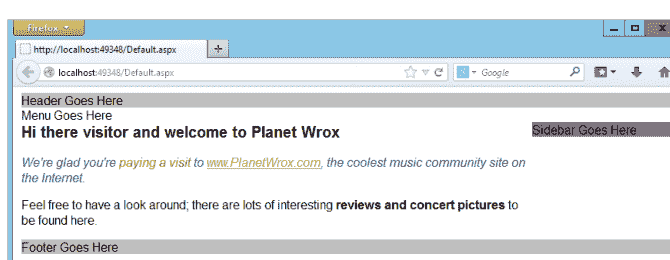 Firefox
http://localhost:49348/Default.aspx
localhost:49348/Default.aspx
Google
Header Goes Here
Menu Goes Here
Hi there visitor and welcome to Planet Wrox
Sidebar Goes Here
We're glad you're paying a visit to www.PlanetWrox.com, the coolest music community site on
the Internet.
Feel free to have a look around; there are lots of interesting reviews and concert pictures to
be found here.
Footer Goes Here